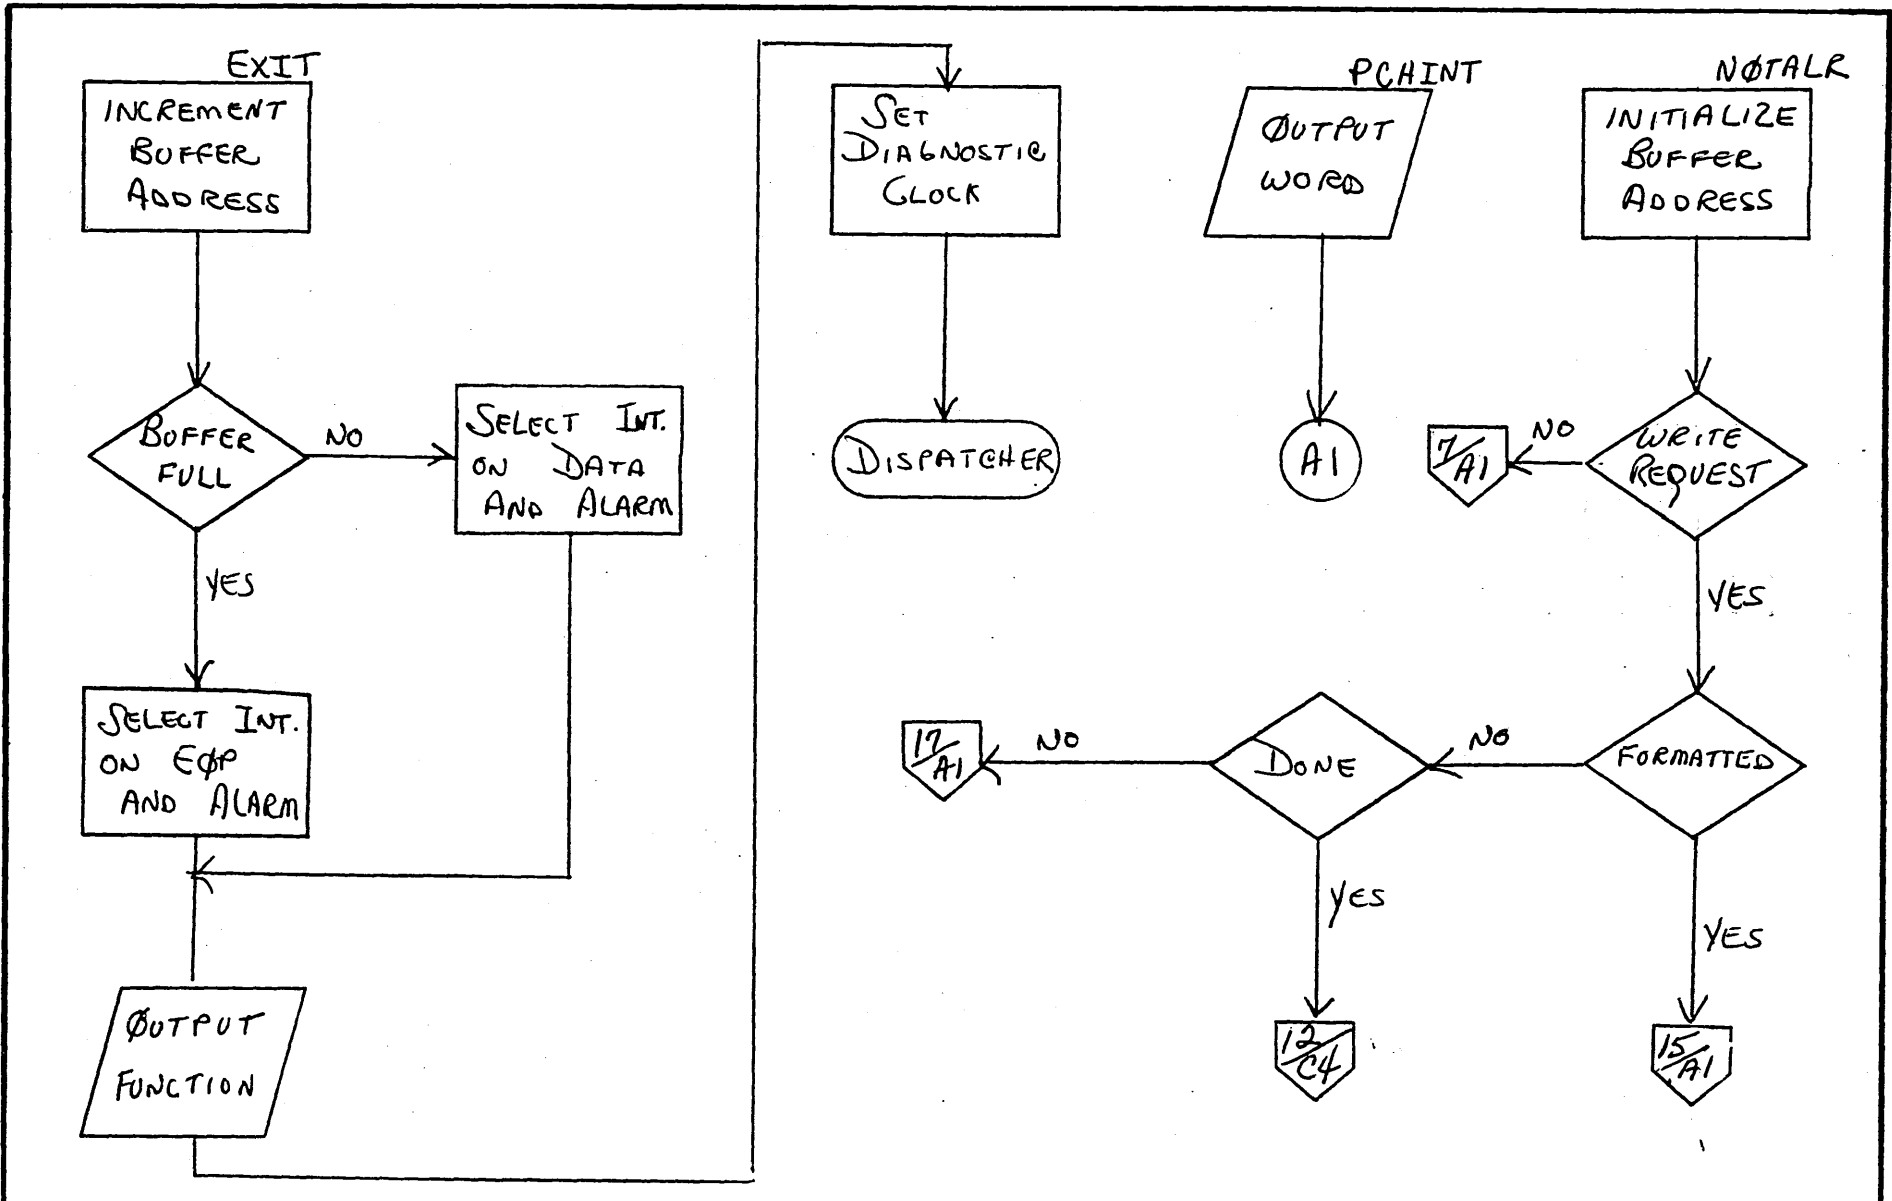 EXIT
INCREMENT
BUFFER
ADDRESS
BUFFER
FULL
NO
SELECT INT.
ON DATA
AND ALARM
YES
SELECT INT.
ON EØP
AND ALARM
ØUTPUT
FUNCTION
SET
DIAGNOSTIC
CLOCK
DISPATCHER
PCHINT
ØUTPUT
WORD
A1
NØTALR
INITIALIZE
BUFFER
ADDRESS
WRITE
REQUEST
NO
7/A1
YES
FORMATTED
NO
DONE
NO
17/A1
YES
12/C4
YES
15/A1